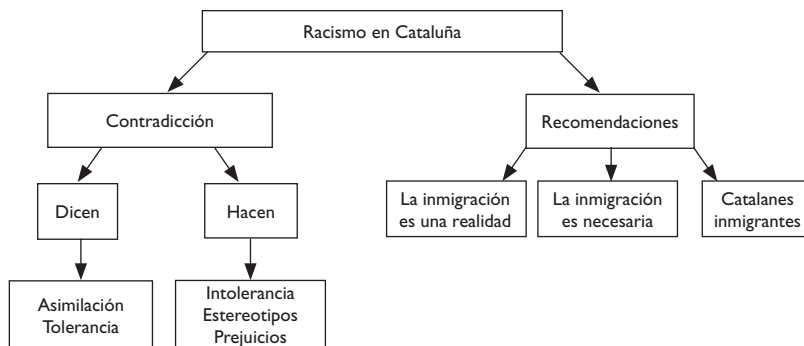 Racismo en Cataluña
Contradicción
Recomendaciones
Dicen
Hacen
La inmigración
es una realidad
La inmigración
es necesaria
Catalanes
inmigrantes
Asimilación
Tolerancia
Intolerancia
Estereotipos
Prejuicios